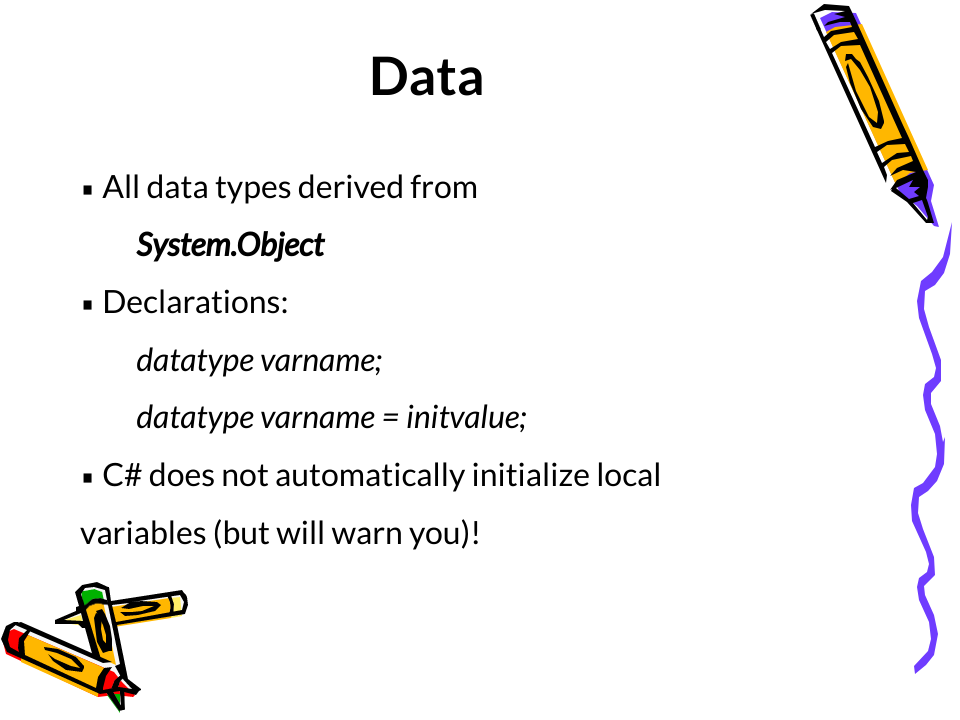 Data
▪ All data types derived from
System.Object
▪ Declarations:
datatype varname;
datatype varname = initvalue;
▪ C# does not automatically initialize local
variables (but will warn you)!